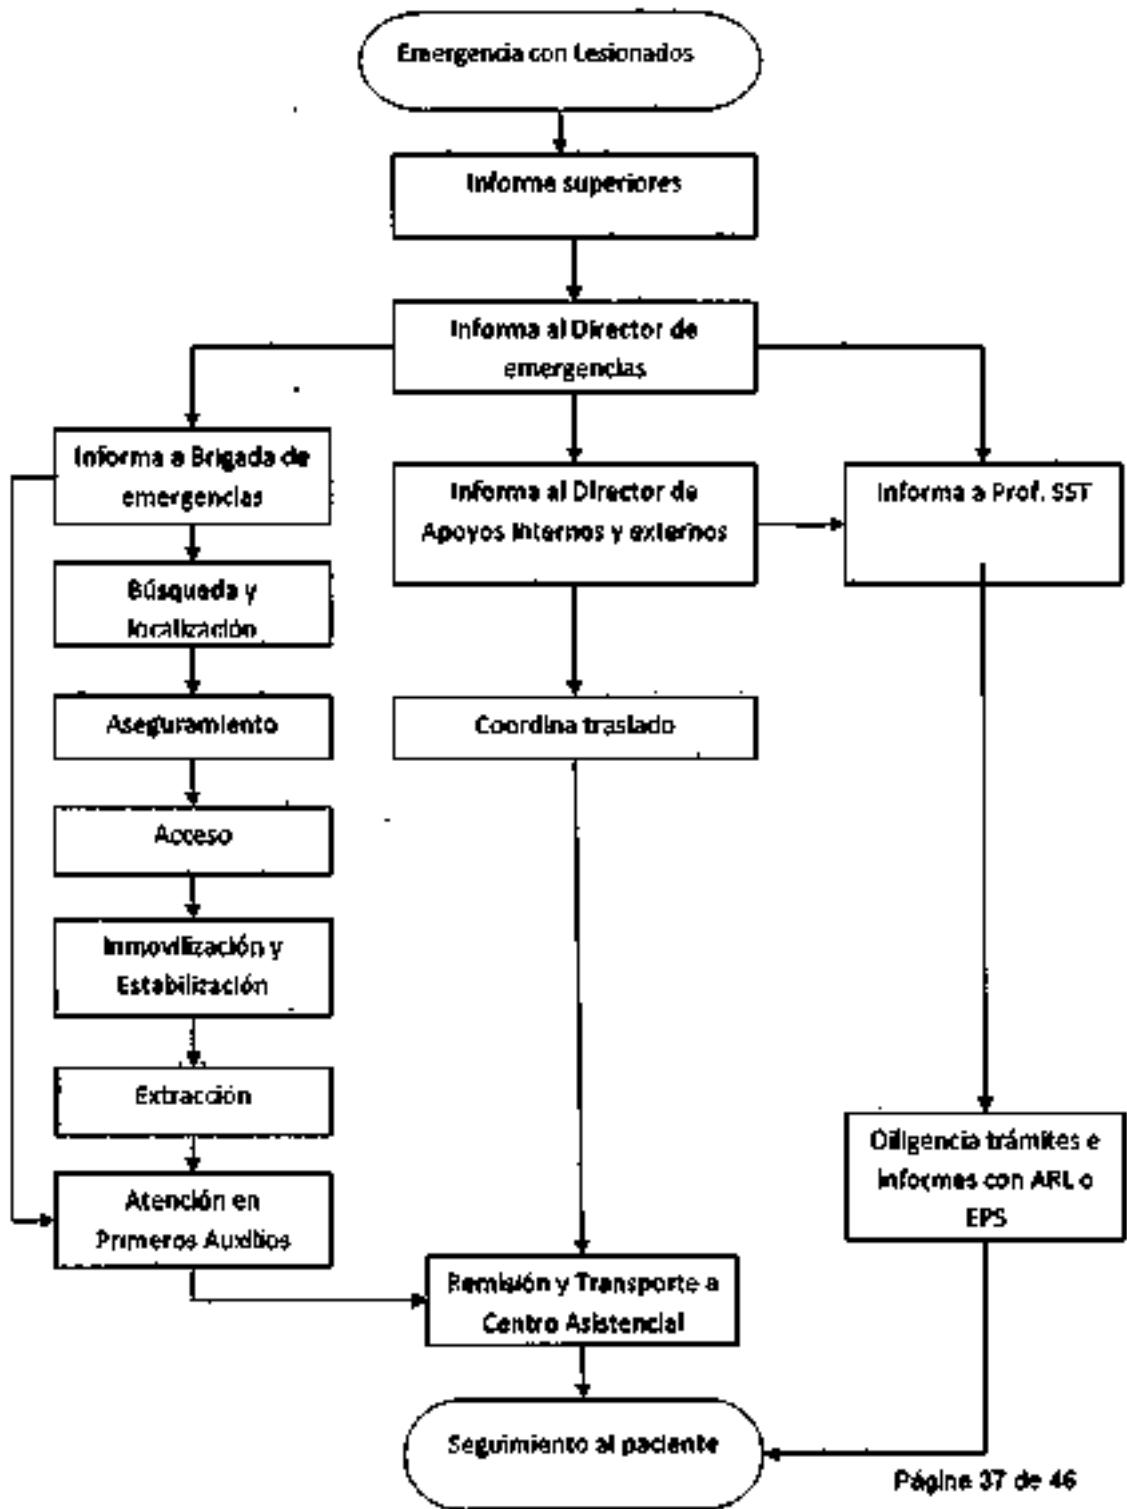 Emergencia con Lesionados
Informa superiores
Informa al Director de
emergencias
Informa a Brigada de
emergencias
Informa al Director de
Apoyos Internos y externos
Informa a Prof. SST
Búsqueda y
localización
Aseguramiento
Coordina traslado
Acceso
Inmovilización y
Estabilización
Extracción
Diligencia trámites e
informes con ARL o
EPS
Atención en
Primeros Auxilios
Remisión y Transporte a
Centro Asistencial
Seguimiento al paciente
Página 37 de 46